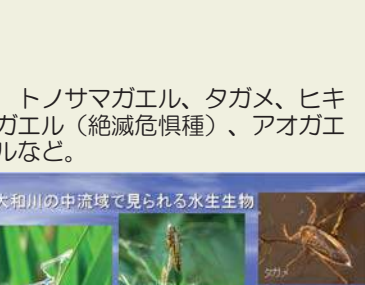 トノサマガエル、タガメ、ヒキ
ガエル（絶滅危惧種）、アオガエ
ルなど。
大和川の中流域で見られる水生生物
タガメ